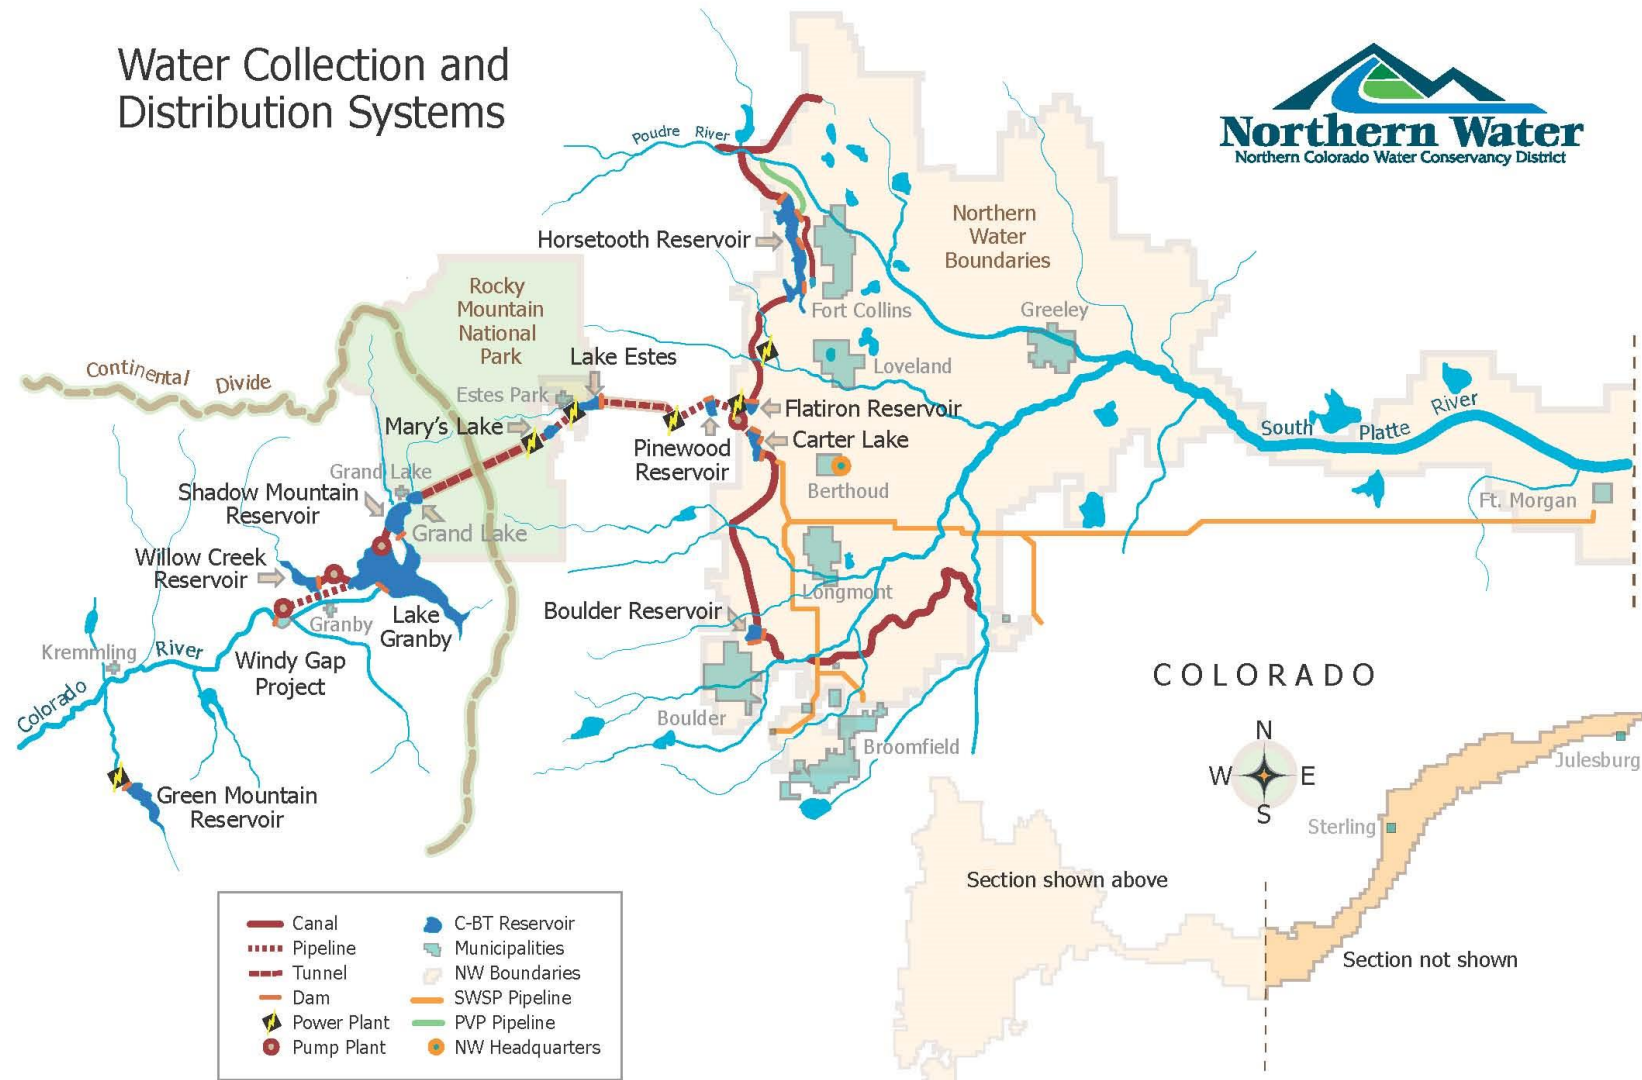 Water Collection and
Distribution Systems
Northern Water
Northern Colorado Water Conservancy District
Poudre River
Horsetooth Reservoir
Northern
Water
Boundaries
Rocky
Mountain
National
Park
Fort Collins
Greeley
Continental Divide
Lake Estes
Loveland
Estes Park
Mary's Lake
Flatiron Reservoir
Carter Lake
Pinewood
Reservoir
South Platte River
Berthoud
Ft. Morgan
Grand Lake
Shadow Mountain
Reservoir
Grand Lake
Willow Creek
Reservoir
Longmont
Boulder Reservoir
Lake
Granby
Granby
Kremmling
Colorado River
Windy Gap
Project
Boulder
Broomfield
Green Mountain
Reservoir
COLORADO
N
W E
S
Julesburg
Sterling
Section shown above
Section not shown
Canal
Pipeline
Tunnel
Dam
Power Plant
Pump Plant
C-BT Reservoir
Municipalities
NW Boundaries
SWSP Pipeline
PVP Pipeline
NW Headquarters